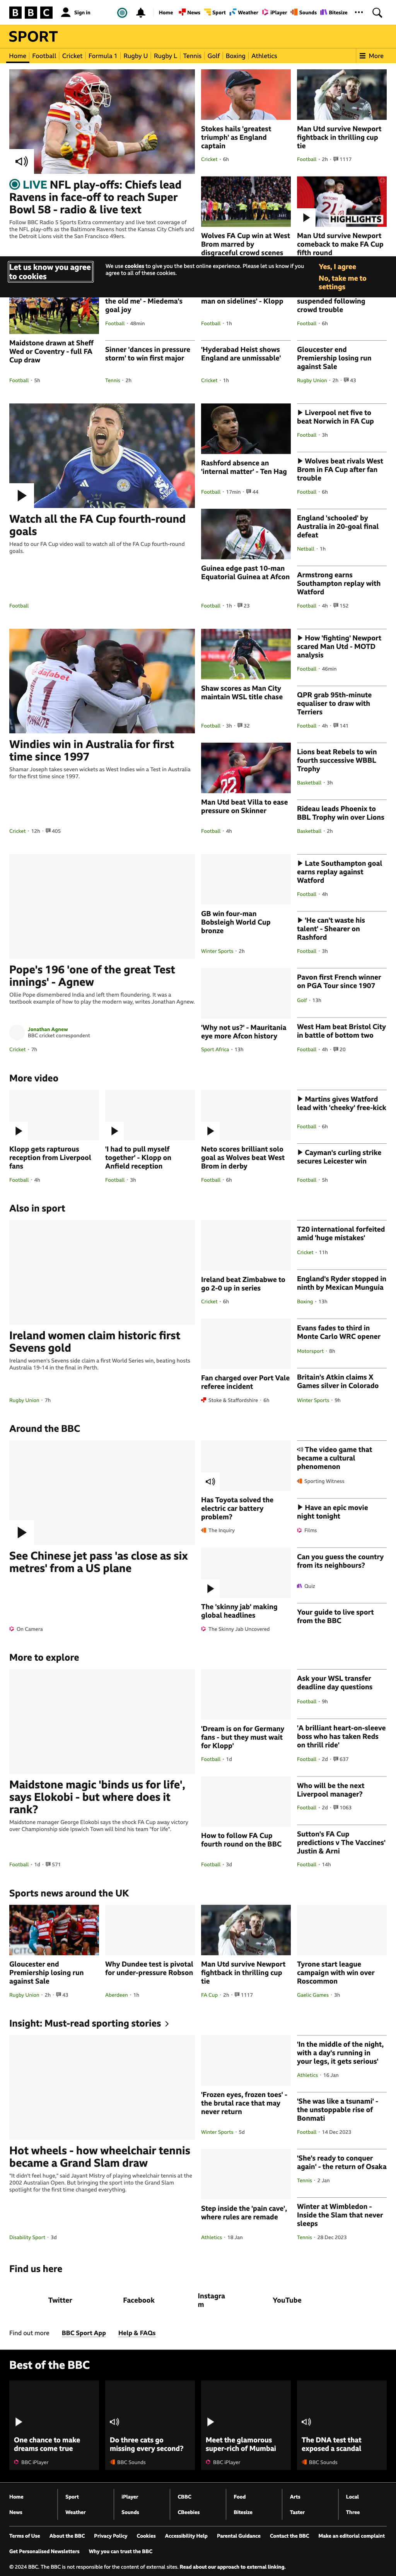 BBC
Sign in
Home
News
Sport
Weather
iPlayer
Sounds
Bitesize
SPORT
Home
Football
Cricket
Formula 1
Rugby U
Rugby L
Tennis
Golf
Boxing
Athletics
More
LIVE NFL play-offs: Chiefs lead
Ravens in face-off to reach Super
Bowl 58 - radio & live text
Follow BBC Radio 5 Sports Extra commentary and live text coverage of
the NFL play-offs as the Baltimore Ravens host the Kansas City Chiefs and
the Detroit Lions visit the San Francisco 49ers.
Stokes hails 'greatest
triumph' as England
captain
Cricket · 6h
Man Utd survive Newport
fightback in thrilling cup
tie
Football · 2h · 1117
Wolves FA Cup win at West
Brom marred by
disgraceful crowd scenes
HIGHLIGHTS
Man Utd survive Newport
comeback to make FA Cup
fifth round
Let us know you agree
to cookies
We use cookies to give you the best online experience. Please let us know if you
agree to all of these cookies.
Yes, I agree
No, take me to
settings
Maidstone drawn at Sheff
Wed or Coventry - full FA
Cup draw
Football · 5h
the old me' - Miedema's
goal joy
Football · 48min
Sinner 'dances in pressure
storm' to win first major
Tennis · 2h
man on sidelines' - Klopp
Football · 1h
'Hyderabad Heist shows
England are unmissable'
Cricket · 1h
suspended following
crowd trouble
Football · 6h
Gloucester end
Premiership losing run
against Sale
Rugby Union · 2h · 43
Watch all the FA Cup fourth-round
goals
Head to our FA Cup video wall to watch all of the FA Cup fourth-round
goals.
Football
Rashford absence an
'internal matter' - Ten Hag
Football · 17min · 44
Guinea edge past 10-man
Equatorial Guinea at Afcon
Football · 1h · 23
Liverpool net five to
beat Norwich in FA Cup
Football · 3h
Wolves beat rivals West
Brom in FA Cup after fan
trouble
Football · 6h
England 'schooled' by
Australia in 20-goal final
defeat
Netball · 1h
Armstrong earns
Southampton replay with
Watford
Football · 4h · 152
Windies win in Australia for first
time since 1997
Shamar Joseph takes seven wickets as West Indies win a Test in Australia
for the first time since 1997.
Cricket · 12h · 405
Shaw scores as Man City
maintain WSL title chase
Football · 3h · 32
Man Utd beat Villa to ease
pressure on Skinner
Football · 4h
How 'fighting' Newport
scared Man Utd - MOTD
analysis
Football · 46min
QPR grab 95th-minute
equaliser to draw with
Terriers
Football · 4h · 141
Lions beat Rebels to win
fourth successive WBBL
Trophy
Basketball · 3h
Rideau leads Phoenix to
BBL Trophy win over Lions
Basketball · 2h
Pope's 196 'one of the great Test
innings' - Agnew
Ollie Pope dismembered India and left them floundering. It was a
textbook example of how to play the modern way, writes Jonathan Agnew.
Jonathan Agnew
BBC cricket correspondent
Cricket · 7h
GB win four-man
Bobsleigh World Cup
bronze
Winter Sports · 2h
'Why not us?' - Mauritania
eye more Afcon history
Sport Africa · 13h
Late Southampton goal
earns replay against
Watford
Football · 4h
'He can't waste his
talent' - Shearer on
Rashford
Football · 3h
Pavon first French winner
on PGA Tour since 1907
Golf · 13h
West Ham beat Bristol City
in battle of bottom two
Football · 4h · 20
More video
Klopp gets rapturous
reception from Liverpool
fans
Football · 4h
'I had to pull myself
together' - Klopp on
Anfield reception
Football · 3h
Neto scores brilliant solo
goal as Wolves beat West
Brom in derby
Football · 6h
Martins gives Watford
lead with 'cheeky' free-kick
Football · 6h
Cayman's curling strike
secures Leicester win
Football · 5h
Also in sport
Ireland women claim historic first
Sevens gold
Ireland women's Sevens side claim a first World Series win, beating hosts
Australia 19-14 in the final in Perth.
Rugby Union · 7h
Ireland beat Zimbabwe to
go 2-0 up in series
Cricket · 6h
Fan charged over Port Vale
referee incident
Stoke & Staffordshire · 6h
T20 international forfeited
amid 'huge mistakes'
Cricket · 11h
England's Ryder stopped in
ninth by Mexican Munguia
Boxing · 13h
Evans fades to third in
Monte Carlo WRC opener
Motorsport · 8h
Britain's Atkin claims X
Games silver in Colorado
Winter Sports · 9h
Around the BBC
See Chinese jet pass 'as close as six
metres' from a US plane
On Camera
Has Toyota solved the
electric car battery
problem?
The Inquiry
The 'skinny jab' making
global headlines
The Skinny Jab Uncovered
The video game that
became a cultural
phenomenon
Sporting Witness
Have an epic movie
night tonight
Films
Can you guess the country
from its neighbours?
Quiz
Your guide to live sport
from the BBC
More to explore
Maidstone magic 'binds us for life',
says Elokobi - but where does it
rank?
Maidstone manager George Elokobi says the shock FA Cup away victory
over Championship side Ipswich Town will bind his team "for life".
Football · 1d · 571
'Dream is on for Germany
fans - but they must wait
for Klopp'
Football · 1d
How to follow FA Cup
fourth round on the BBC
Football · 3d
Ask your WSL transfer
deadline day questions
Football · 9h
'A brilliant heart-on-sleeve
boss who has taken Reds
on thrill ride'
Football · 2d · 637
Who will be the next
Liverpool manager?
Football · 2d · 1063
Sutton's FA Cup
predictions v The Vaccines'
Justin & Arni
Football · 14h
Sports news around the UK
Gloucester end
Premiership losing run
against Sale
Rugby Union · 2h · 43
Why Dundee test is pivotal
for under-pressure Robson
Aberdeen · 1h
Man Utd survive Newport
fightback in thrilling cup
tie
FA Cup · 2h · 1117
Tyrone start league
campaign with win over
Roscommon
Gaelic Games · 3h
Insight: Must-read sporting stories
Hot wheels - how wheelchair tennis
became a Grand Slam draw
"It didn't feel huge," said Jayant Mistry of playing wheelchair tennis at the
2002 Australian Open. But bringing the sport into the Grand Slam
spotlight for the first time changed everything.
Disability Sport · 3d
'Frozen eyes, frozen toes' -
the brutal race that may
never return
Winter Sports · 5d
Step inside the 'pain cave',
where rules are remade
Athletics · 18 Jan
'In the middle of the night,
with a day's running in
your legs, it gets serious'
Athletics · 16 Jan
'She was like a tsunami' -
the unstoppable rise of
Bonmati
Football · 14 Dec 2023
'She's ready to conquer
again' - the return of Osaka
Tennis · 2 Jan
Winter at Wimbledon -
Inside the Slam that never
sleeps
Tennis · 28 Dec 2023
Find us here
Twitter
Facebook
Instagra
m
YouTube
Find out more
BBC Sport App
Help & FAQs
Best of the BBC
One chance to make
dreams come true
BBC iPlayer
Do three cats go
missing every second?
BBC Sounds
Meet the glamorous
super-rich of Mumbai
BBC iPlayer
The DNA test that
exposed a scandal
BBC Sounds
Home
Sport
iPlayer
CBBC
Food
Arts
Local
News
Weather
Sounds
CBeebies
Bitesize
Taster
Three
Terms of Use
About the BBC
Privacy Policy
Cookies
Accessibility Help
Parental Guidance
Contact the BBC
Make an editorial complaint
Get Personalised Newsletters
Why you can trust the BBC
© 2024 BBC. The BBC is not responsible for the content of external sites. Read about our approach to external linking.